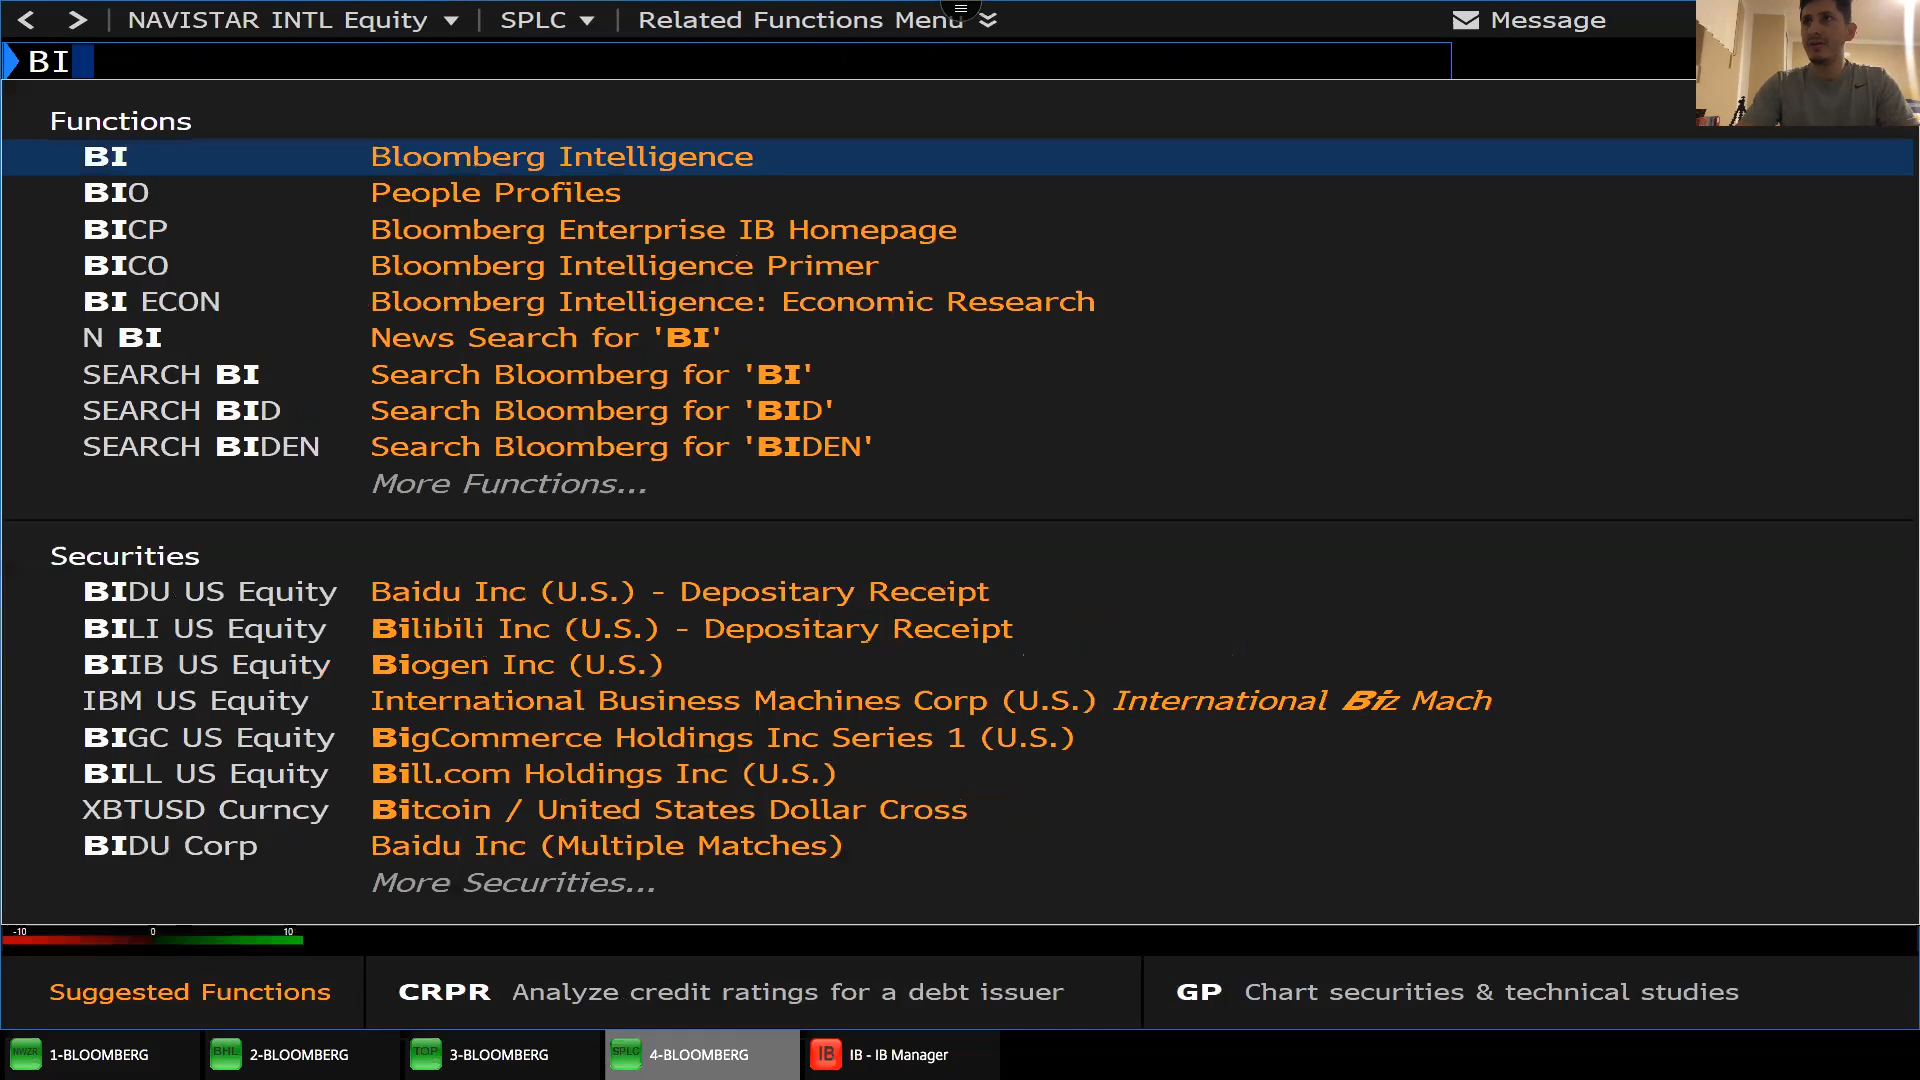 NAVISTAR INTL Equity SPLC Related Functions Menu Message
BI
Functions
BI Bloomberg Intelligence
BIO People Profiles
BICP Bloomberg Enterprise IB Homepage
BICO Bloomberg Intelligence Primer
BI ECON Bloomberg Intelligence: Economic Research
N BI News Search for 'BI'
SEARCH BI Search Bloomberg for 'BI'
SEARCH BID Search Bloomberg for 'BID'
SEARCH BIDEN Search Bloomberg for 'BIDEN'
More Functions...
Securities
BIDU US Equity Baidu Inc (U.S.) - Depositary Receipt
BILI US Equity Bilibili Inc (U.S.) - Depositary Receipt
BIIB US Equity Biogen Inc (U.S.)
IBM US Equity International Business Machines Corp (U.S.) International Biz Mach
BIGC US Equity BigCommerce Holdings Inc Series 1 (U.S.)
BILL US Equity Bill.com Holdings Inc (U.S.)
XBTUSD Curncy Bitcoin / United States Dollar Cross
BIDU Corp Baidu Inc (Multiple Matches)
More Securities...
-10 0 10
Suggested Functions CRPR Analyze credit ratings for a debt issuer GP Chart securities & technical studies
NWZR 1-BLOOMBERG BHL 2-BLOOMBERG TOP 3-BLOOMBERG SPLC 4-BLOOMBERG IB IB - IB Manager